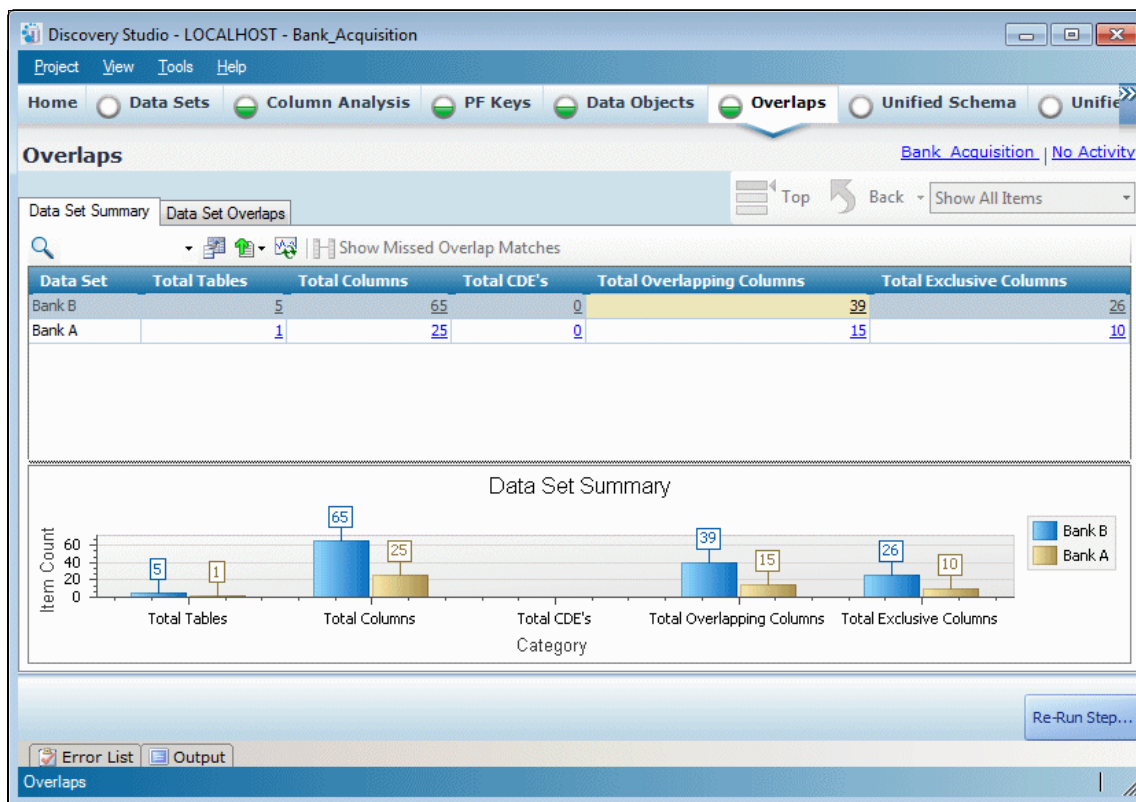 Discovery Studio - LOCALHOST - Bank_Acquisition
Project View Tools Help
Home Data Sets Column Analysis PF Keys Data Objects Overlaps Unified Schema Unifie
Overlaps Bank_Acquisition | No Activity
Top Back Show All Items
Data Set Summary Data Set Overlaps
Show Missed Overlap Matches
Data Set Total Tables Total Columns Total CDE's Total Overlapping Columns Total Exclusive Columns
Bank B 5 65 0 39 26
Bank A 1 25 0 15 10
Data Set Summary
Item Count
60
40
20
0
5 1 65 25 39 15 26 10
Bank B
Bank A
Total Tables Total Columns Total CDE's Total Overlapping Columns Total Exclusive Columns
Category
Re-Run Step...
Error List Output
Overlaps